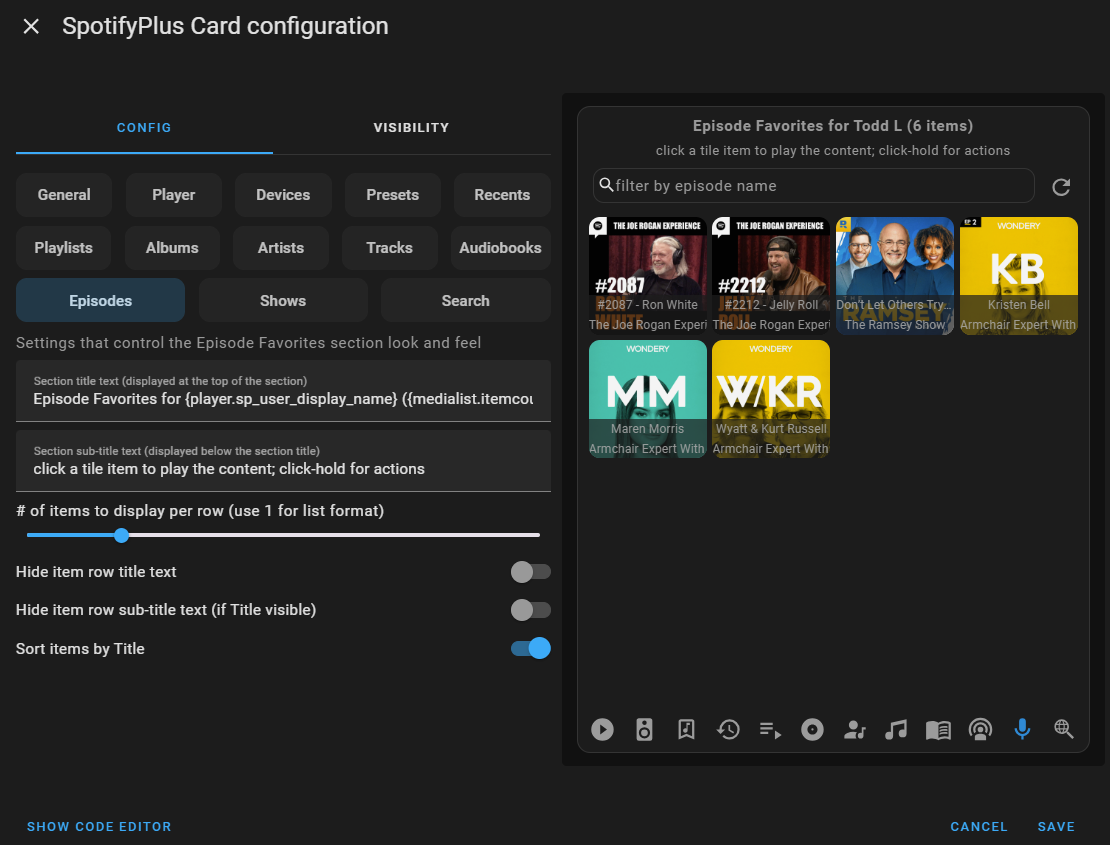 SpotifyPlus Card configuration
CONFIG
VISIBILITY
General
Player
Devices
Presets
Recents
Playlists
Albums
Artists
Tracks
Audiobooks
Episodes
Shows
Search
Settings that control the Episode Favorites section look and feel
Section title text (displayed at the top of the section)
Episode Favorites for {player.sp_user_display_name} ({medialist.itemcou
Section sub-title text (displayed below the section title)
click a tile item to play the content; click-hold for actions
# of items to display per row (use 1 for list format)
Hide item row title text
Hide item row sub-title text (if Title visible)
Sort items by Title
Episode Favorites for Todd L (6 items)
click a tile item to play the content; click-hold for actions
filter by episode name
THE JOE ROGAN EXPERIENCE
#2087
#2087 - Ron White
WHITE
The Joe Rogan Experi
THE JOE ROGAN EXPERIENCE
#2212
#2212 - Jelly Roll
ROLL
The Joe Rogan Experi
Don't Let Others Try...
THE
RAMSEY
The Ramsey Show
EP 2
WONDERY
KB
Kristen Bell
Armchair Expert With
WONDERY
MM
Maren Morris
Armchair Expert With
WONDERY
W/KR
Wyatt & Kurt Russell
Armchair Expert With
SHOW CODE EDITOR
CANCEL
SAVE